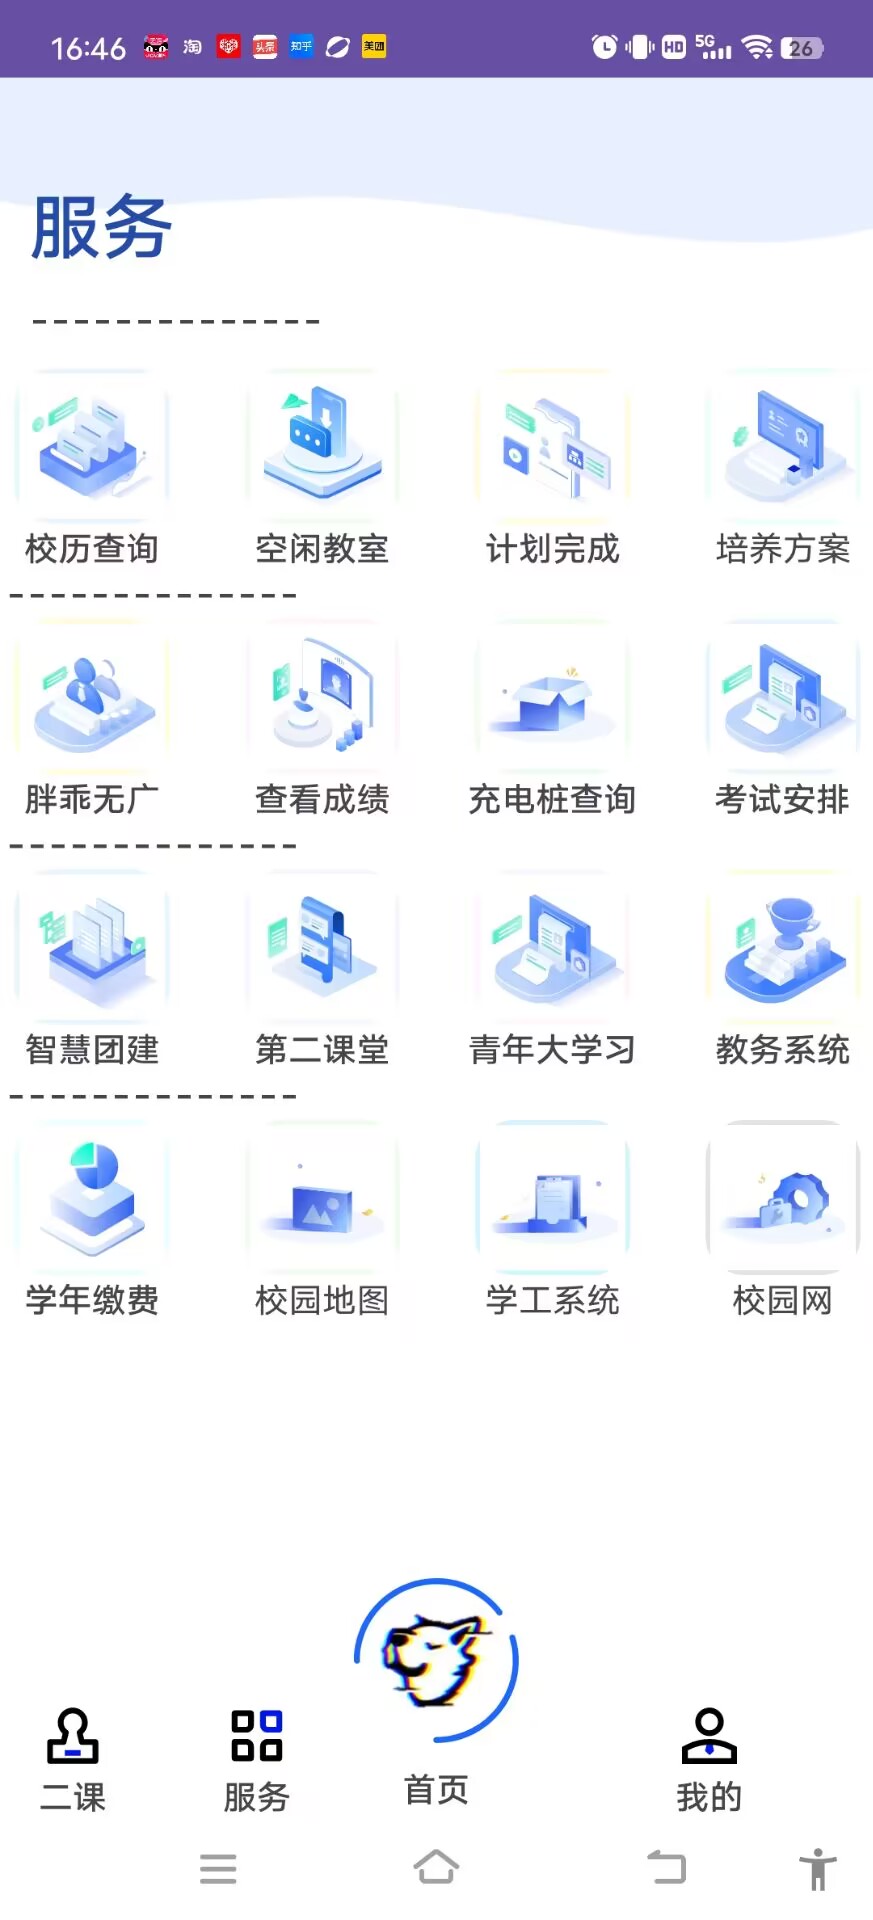 16:46 淘 头条 知乎 美团 HD 5G 26
服务
校历查询 空闲教室 计划完成 培养方案
胖乖无广 查看成绩 充电桩查询 考试安排
智慧团建 第二课堂 青年大学习 教务系统
学年缴费 校园地图 学工系统 校园网
二课 服务 首页 我的